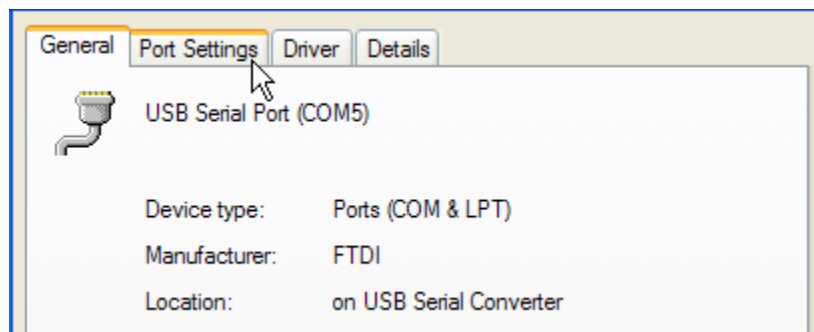 General Port Settings Driver Details
USB Serial Port (COM5)
Device type: Ports (COM & LPT)
Manufacturer: FTDI
Location: on USB Serial Converter